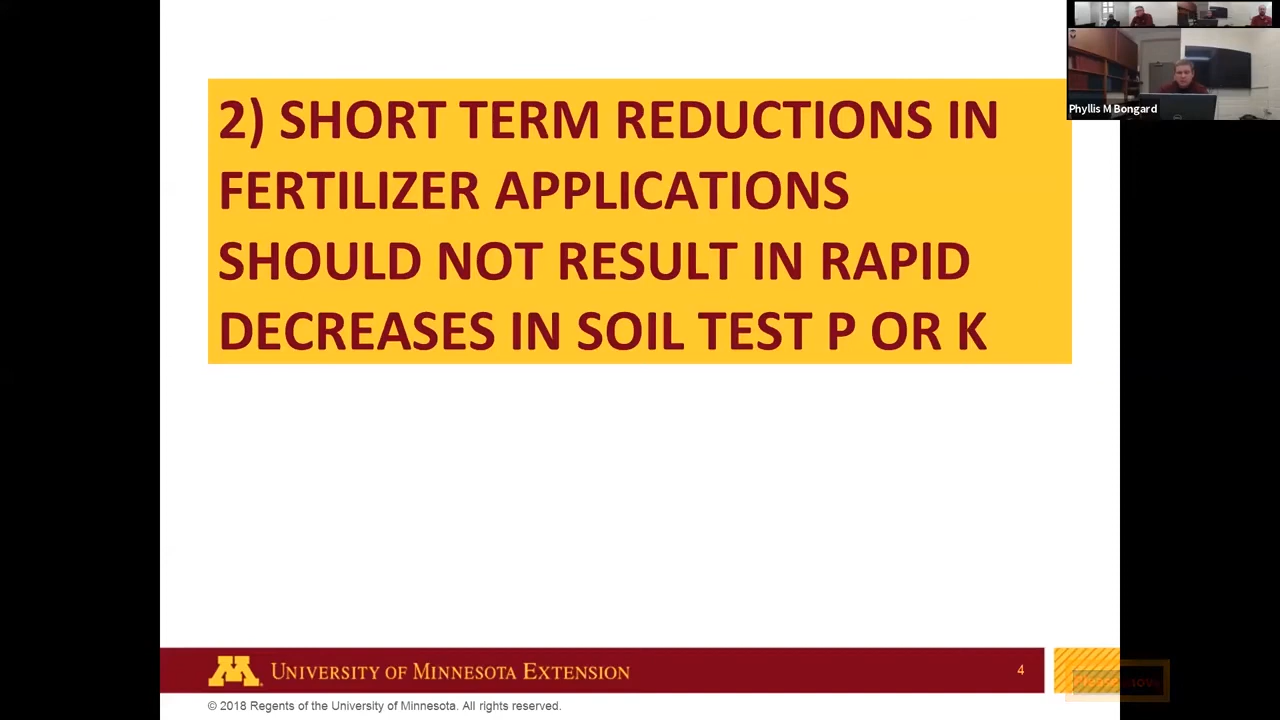 2) SHORT TERM REDUCTIONS IN
FERTILIZER APPLICATIONS
SHOULD NOT RESULT IN RAPID
DECREASES IN SOIL TEST P OR K
Phyllis M Bongard
UNIVERSITY OF MINNESOTA EXTENSION
4
© 2018 Regents of the University of Minnesota. All rights reserved.